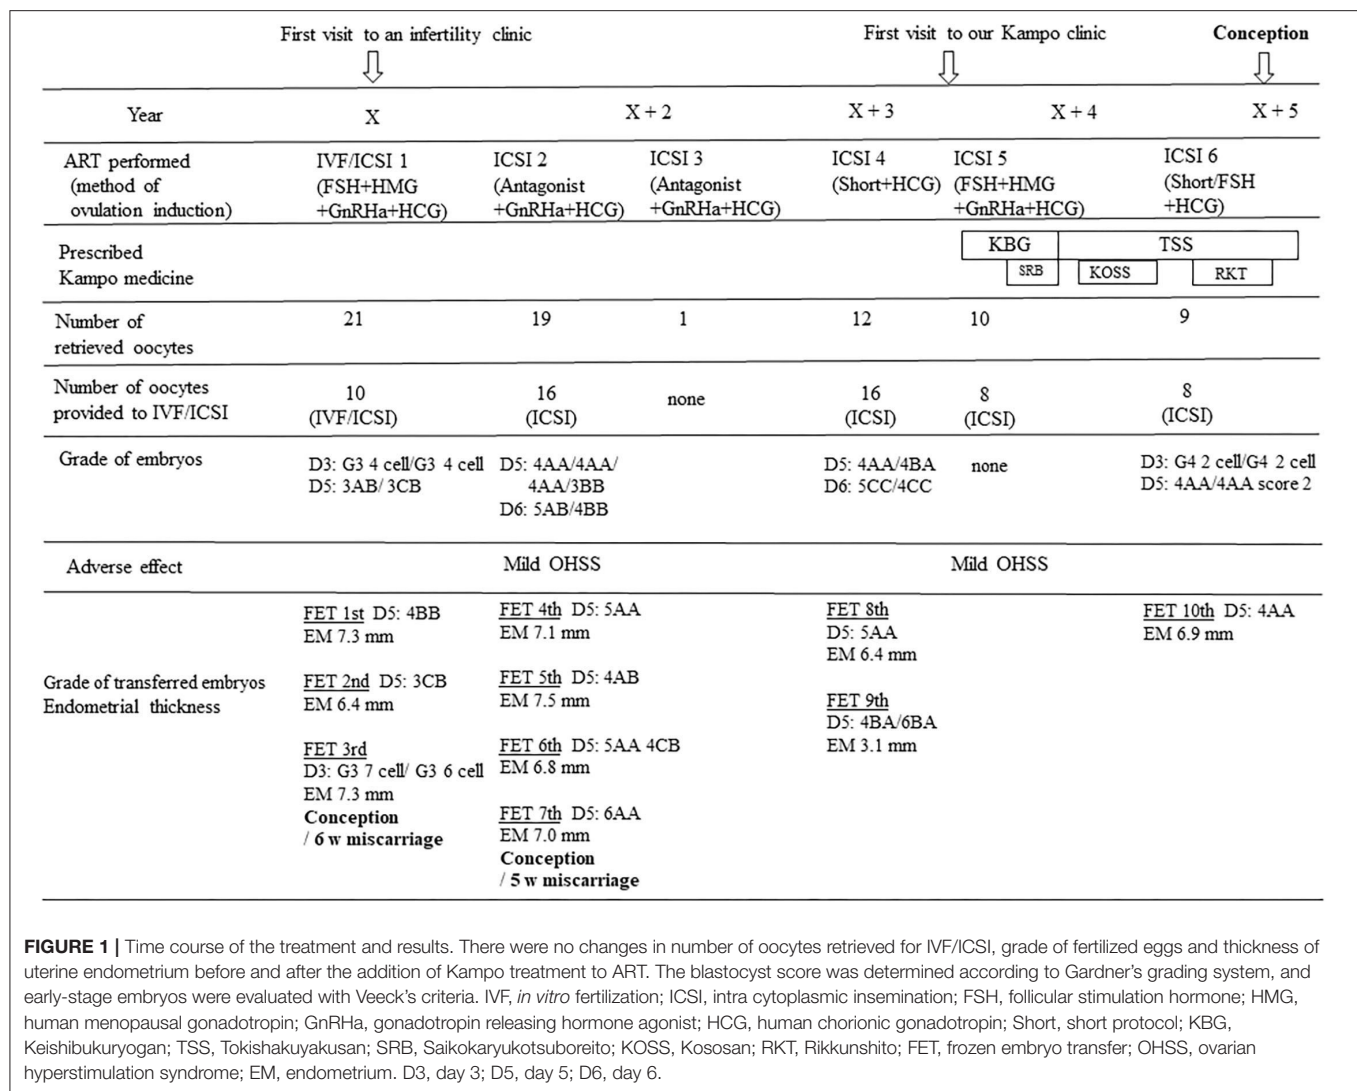 First visit to an infertility clinic First visit to our Kampo clinic Conception
Year X X + 2 X + 3 X + 4 X + 5
ART performed IVF/ICSI 1 ICSI 2 ICSI 3 ICSI 4 ICSI 5 ICSI 6
(method of (FSH+HMG (Antagonist (Antagonist (Short+HCG) (FSH+HMG (Short/FSH
ovulation induction) +GnRHa+HCG) +GnRHa+HCG) +GnRHa+HCG) +GnRHa+HCG) +HCG)
Prescribed KBG TSS
Kampo medicine SRB KOSS RKT
Number of 21 19 1 12 10 9
retrieved oocytes
Number of oocytes 10 16 none 16 8 8
provided to IVF/ICSI (IVF/ICSI) (ICSI) (ICSI) (ICSI) (ICSI)
Grade of embryos D3: G3 4 cell/G3 4 cell D5: 4AA/4AA/ D5: 4AA/4BA none D3: G4 2 cell/G4 2 cell
D5: 3AB/ 3CB 4AA/3BB D6: 5CC/4CC D5: 4AA/4AA score 2
D6: 5AB/4BB
Adverse effect Mild OHSS Mild OHSS
FET 1st D5: 4BB FET 4th D5: 5AA FET 8th FET 10th D5: 4AA
EM 7.3 mm EM 7.1 mm D5: 5AA EM 6.9 mm
EM 6.4 mm
Grade of transferred embryos FET 2nd D5: 3CB FET 5th D5: 4AB FET 9th
Endometrial thickness EM 6.4 mm EM 7.5 mm D5: 4BA/6BA
EM 3.1 mm
FET 3rd FET 6th D5: 5AA 4CB
D3: G3 7 cell/ G3 6 cell EM 6.8 mm
EM 7.3 mm
Conception FET 7th D5: 6AA
/ 6 w miscarriage EM 7.0 mm
Conception
/ 5 w miscarriage
FIGURE 1 | Time course of the treatment and results. There were no changes in number of oocytes retrieved for IVF/ICSI, grade of fertilized eggs and thickness of
uterine endometrium before and after the addition of Kampo treatment to ART. The blastocyst score was determined according to Gardner's grading system, and
early-stage embryos were evaluated with Veeck's criteria. IVF, in vitro fertilization; ICSI, intra cytoplasmic insemination; FSH, follicular stimulation hormone; HMG,
human menopausal gonadotropin; GnRHa, gonadotropin releasing hormone agonist; HCG, human chorionic gonadotropin; Short, short protocol; KBG,
Keishibukuryogan; TSS, Tokishakuyakusan; SRB, Saikokaryukotsuboreito; KOSS, Kososan; RKT, Rikkunshito; FET, frozen embryo transfer; OHSS, ovarian
hyperstimulation syndrome; EM, endometrium. D3, day 3; D5, day 5; D6, day 6.